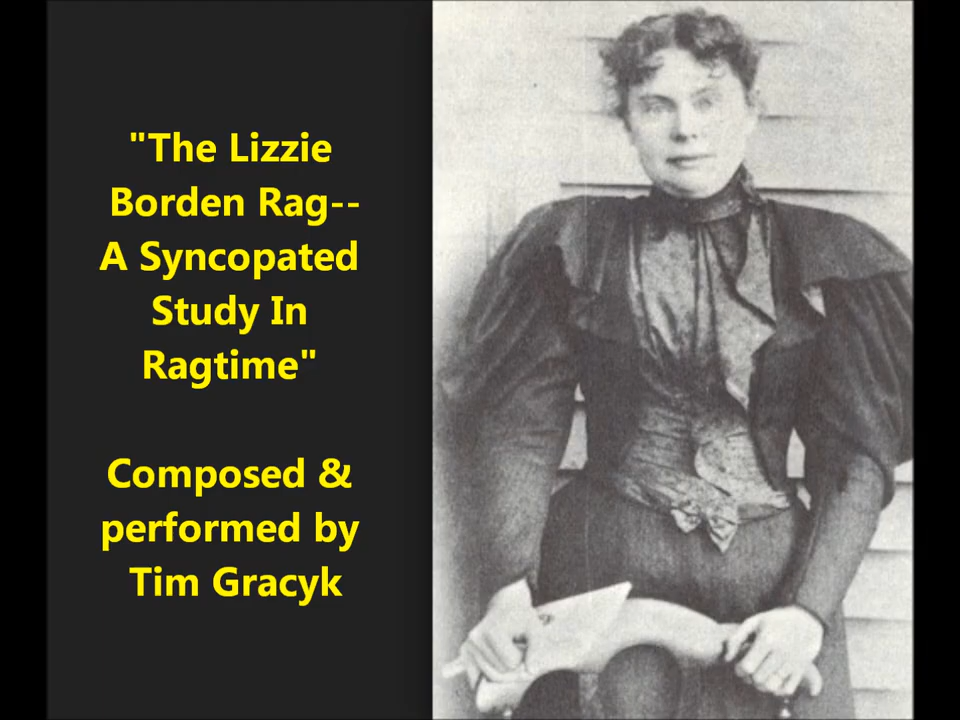 "The Lizzie
Borden Rag--
A Syncopated
Study In
Ragtime"
Composed &
performed by
Tim Gracyk